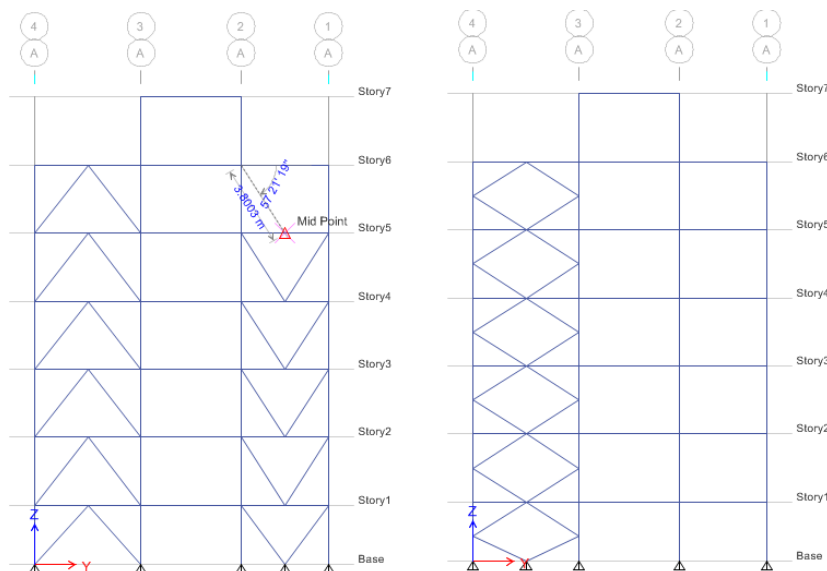 4 3 2 1
A A A A
Story7
Story6
3.8003 m
57 21' 19"
Mid Point
Story5
Story4
Story3
Story2
Story1
Z
Y
Base
4 3 2 1
A A A A
Story7
Story6
Story5
Story4
Story3
Story2
Story1
Z
Y
Base